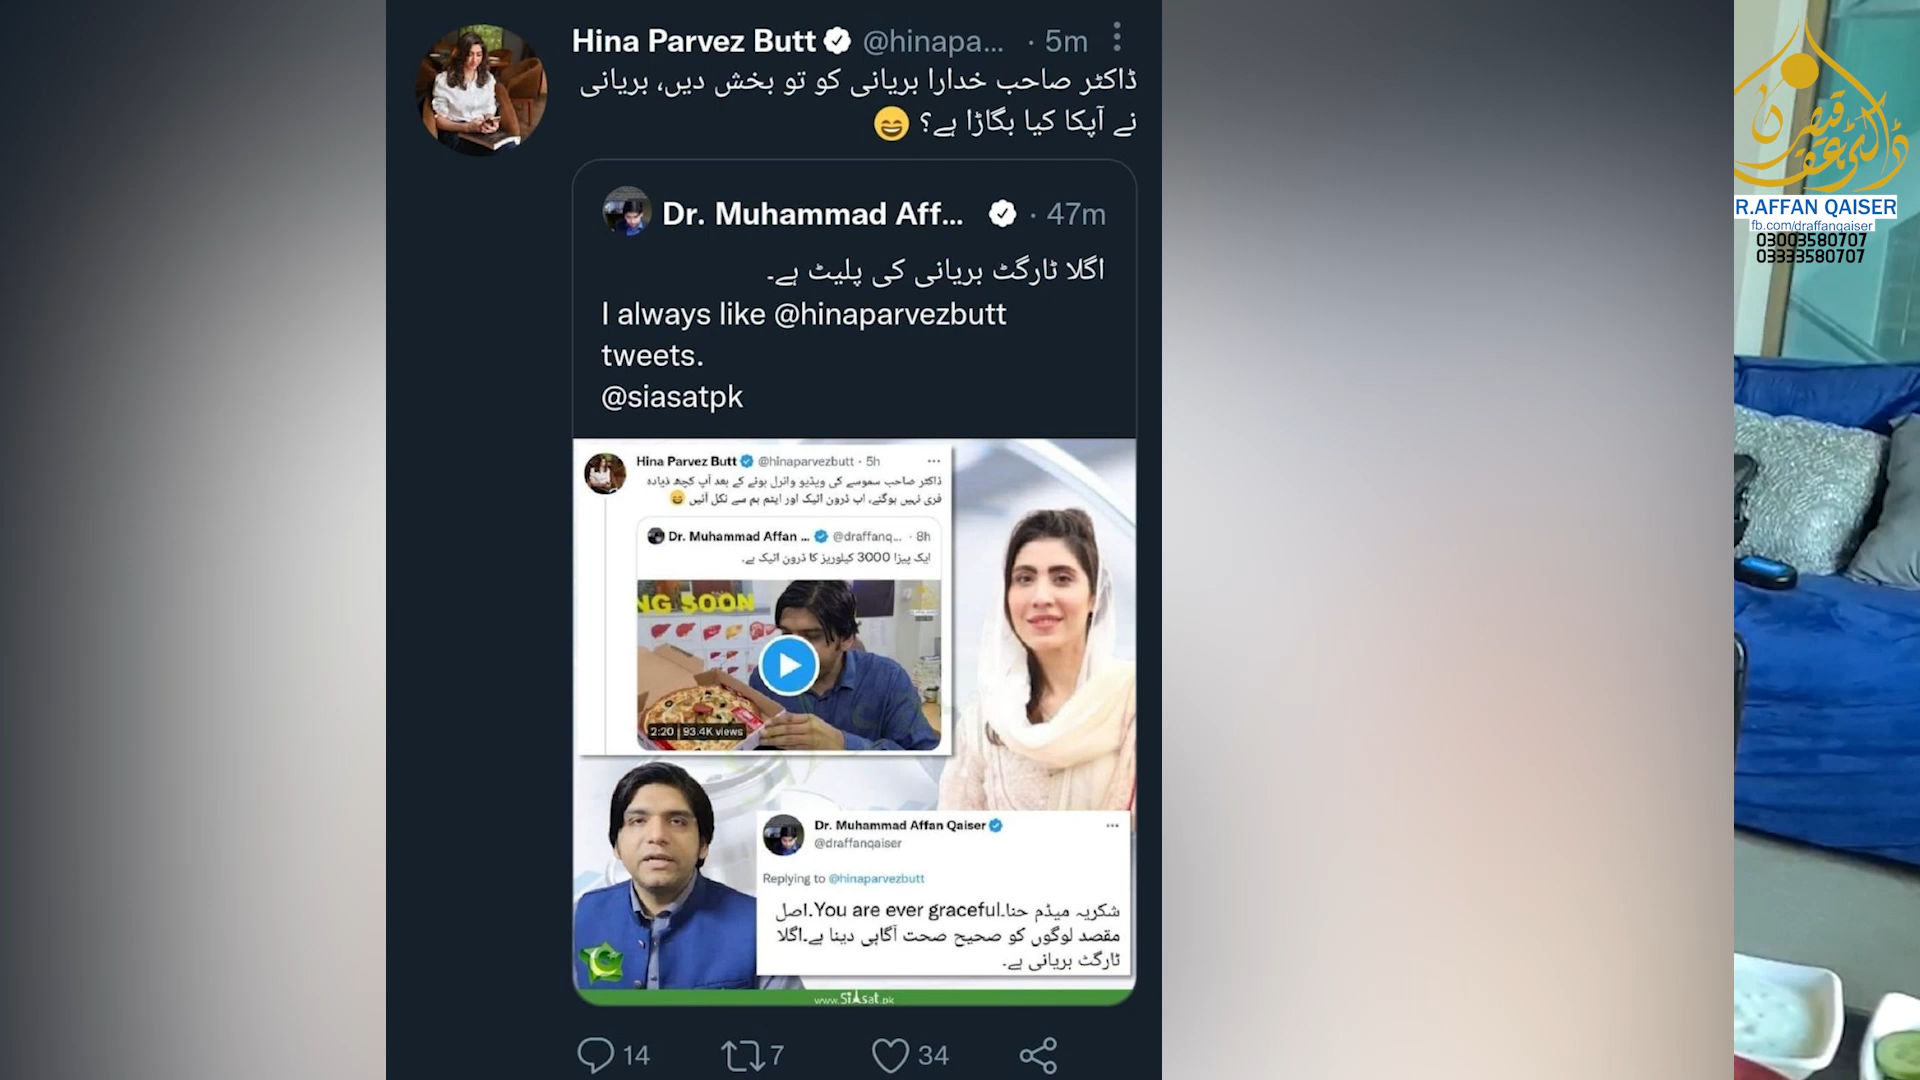 Hina Parvez Butt @hinapa... · 5m
ڈاکٹر صاحب خدارا بریانی کو تو بخش دیں، بریانی
نے آپکا کیا بگاڑا ہے؟ 😄
Dr. Muhammad Aff... · 47m
اگلا ٹارگٹ بریانی کی پلیٹ ہے۔
I always like @hinaparvezbutt
tweets.
@siasatpk
Hina Parvez Butt @hinaparvezbutt · 5h
ڈاکٹر صاحب سموسے کی ویڈیو وائرل ہونے کے بعد آپ کچھ زیادہ
فری نہیں ہوگئے، اب ڈرون اٹیک اور ایٹم بم سے نکل آئیں 😄
Dr. Muhammad Affan ... @draffanq... · 8h
ایک پیزا 3000 کیلوریز کا ڈرون اٹیک ہے۔
NG SOON
2:20 | 93.4K views
Dr. Muhammad Affan Qaiser
@draffanqaiser
Replying to @hinaparvezbutt
شکریہ میڈم حنا۔You are ever graceful.اصل
مقصد لوگوں کو صحیح صحت آگاہی دینا ہے۔اگلا
ٹارگٹ بریانی ہے۔
www.Siasat.pk
14 7 34
ڈاکٹر عفان قیصر
R.AFFAN QAISER
fb.com/draffanqaiser
03003580707
03333580707